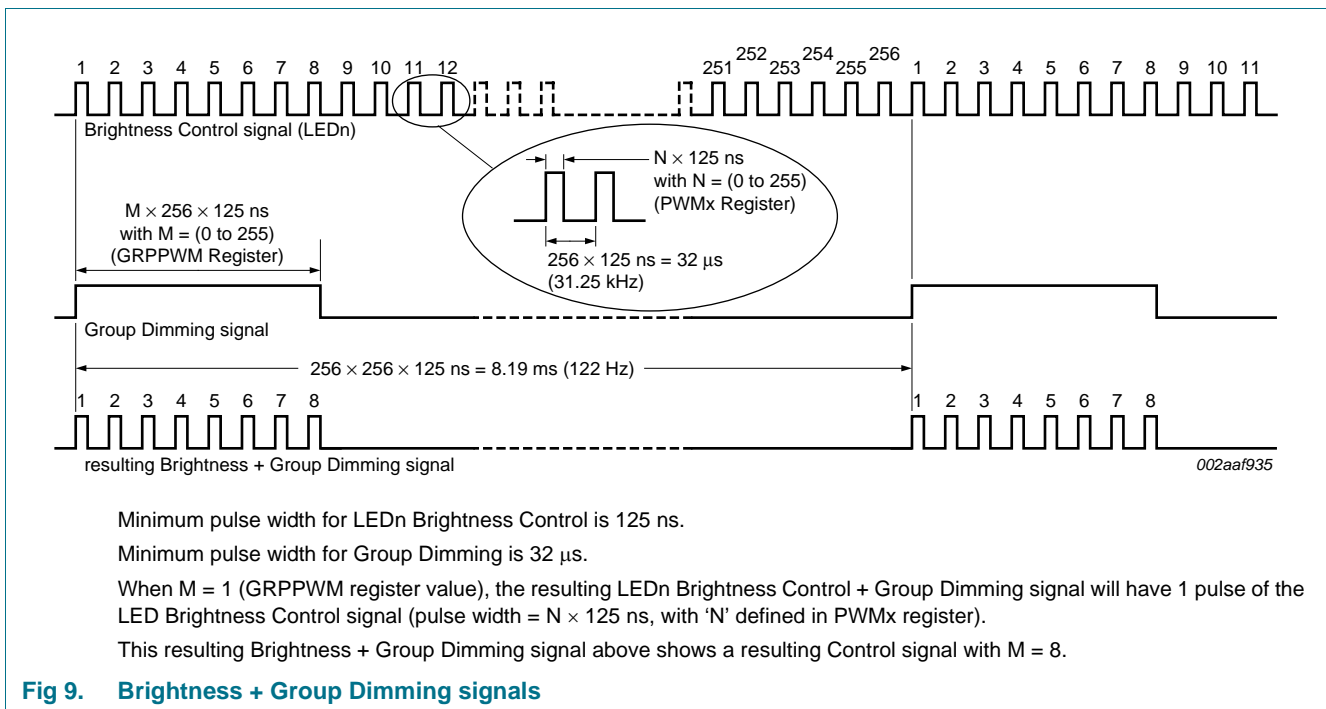 1 2 3 4 5 6 7 8 9 10 11 12 251 252 253 254 255 256 1 2 3 4 5 6 7 8 9 10 11
Brightness Control signal (LEDn)
N × 125 ns
with N = (0 to 255)
(PWMx Register)
256 × 125 ns = 32 μs
(31.25 kHz)
M × 256 × 125 ns
with M = (0 to 255)
(GRPPWM Register)
Group Dimming signal
256 × 256 × 125 ns = 8.19 ms (122 Hz)
1 2 3 4 5 6 7 8 1 2 3 4 5 6 7 8
resulting Brightness + Group Dimming signal
002aaf935
Minimum pulse width for LEDn Brightness Control is 125 ns.
Minimum pulse width for Group Dimming is 32 μs.
When M = 1 (GRPPWM register value), the resulting LEDn Brightness Control + Group Dimming signal will have 1 pulse of the
LED Brightness Control signal (pulse width = N × 125 ns, with ‘N’ defined in PWMx register).
This resulting Brightness + Group Dimming signal above shows a resulting Control signal with M = 8.
Fig 9. Brightness + Group Dimming signals